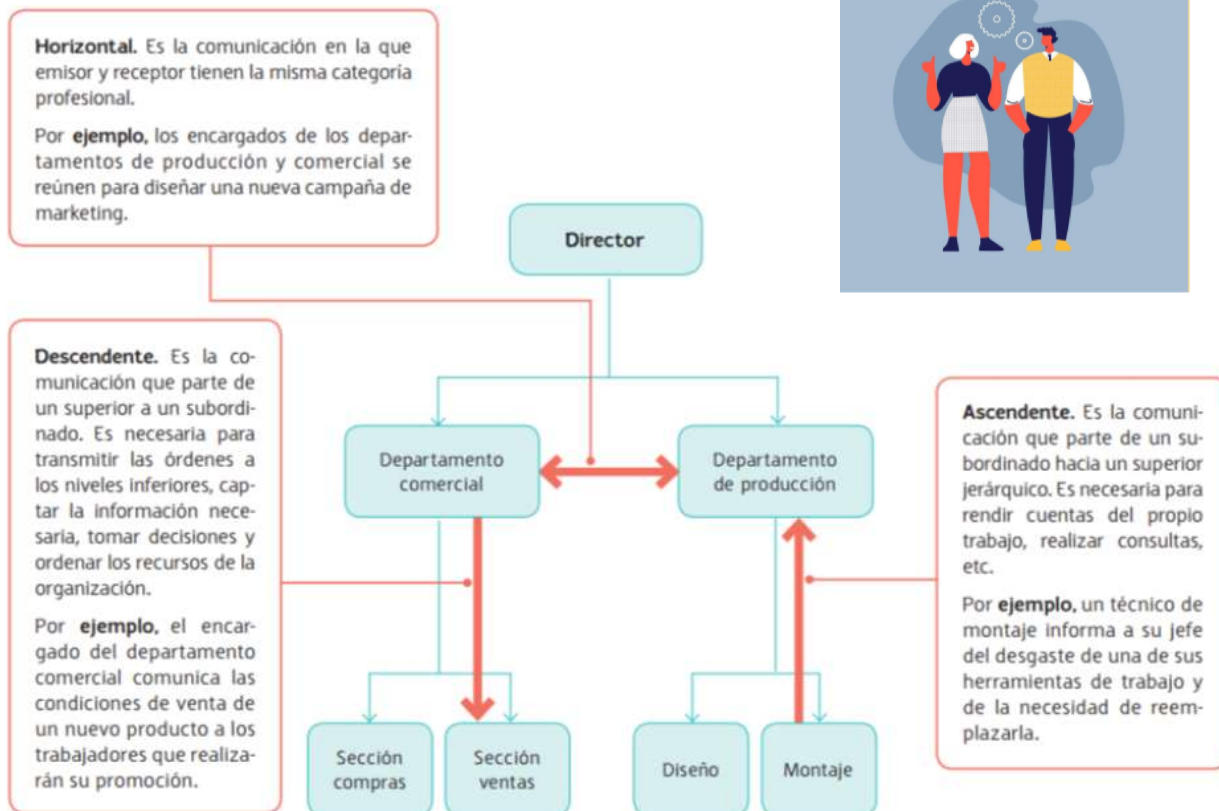 Horizontal. Es la comunicación en la que
emisor y receptor tienen la misma categoría
profesional.
Por ejemplo, los encargados de los depar-
tamentos de producción y comercial se
reúnen para diseñar una nueva campaña de
marketing.
Director
Descendente. Es la co-
municación que parte de
un superior a un subordi-
nado. Es necesaria para
transmitir las órdenes a
los niveles inferiores, cap-
tar la información nece-
saria, tomar decisiones y
ordenar los recursos de la
organización.
Por ejemplo, el encar-
gado del departamento
comercial comunica las
condiciones de venta de
un nuevo producto a los
trabajadores que realiza-
rán su promoción.
Departamento
comercial
Departamento
de producción
Ascendente. Es la comuni-
cación que parte de un su-
bordinado hacia un superior
jerárquico. Es necesaria para
rendir cuentas del propio
trabajo, realizar consultas,
etc.
Por ejemplo, un técnico de
montaje informa a su jefe
del desgaste de una de sus
herramientas de trabajo y
de la necesidad de reem-
plazarla.
Sección
compras
Sección
ventas
Diseño
Montaje